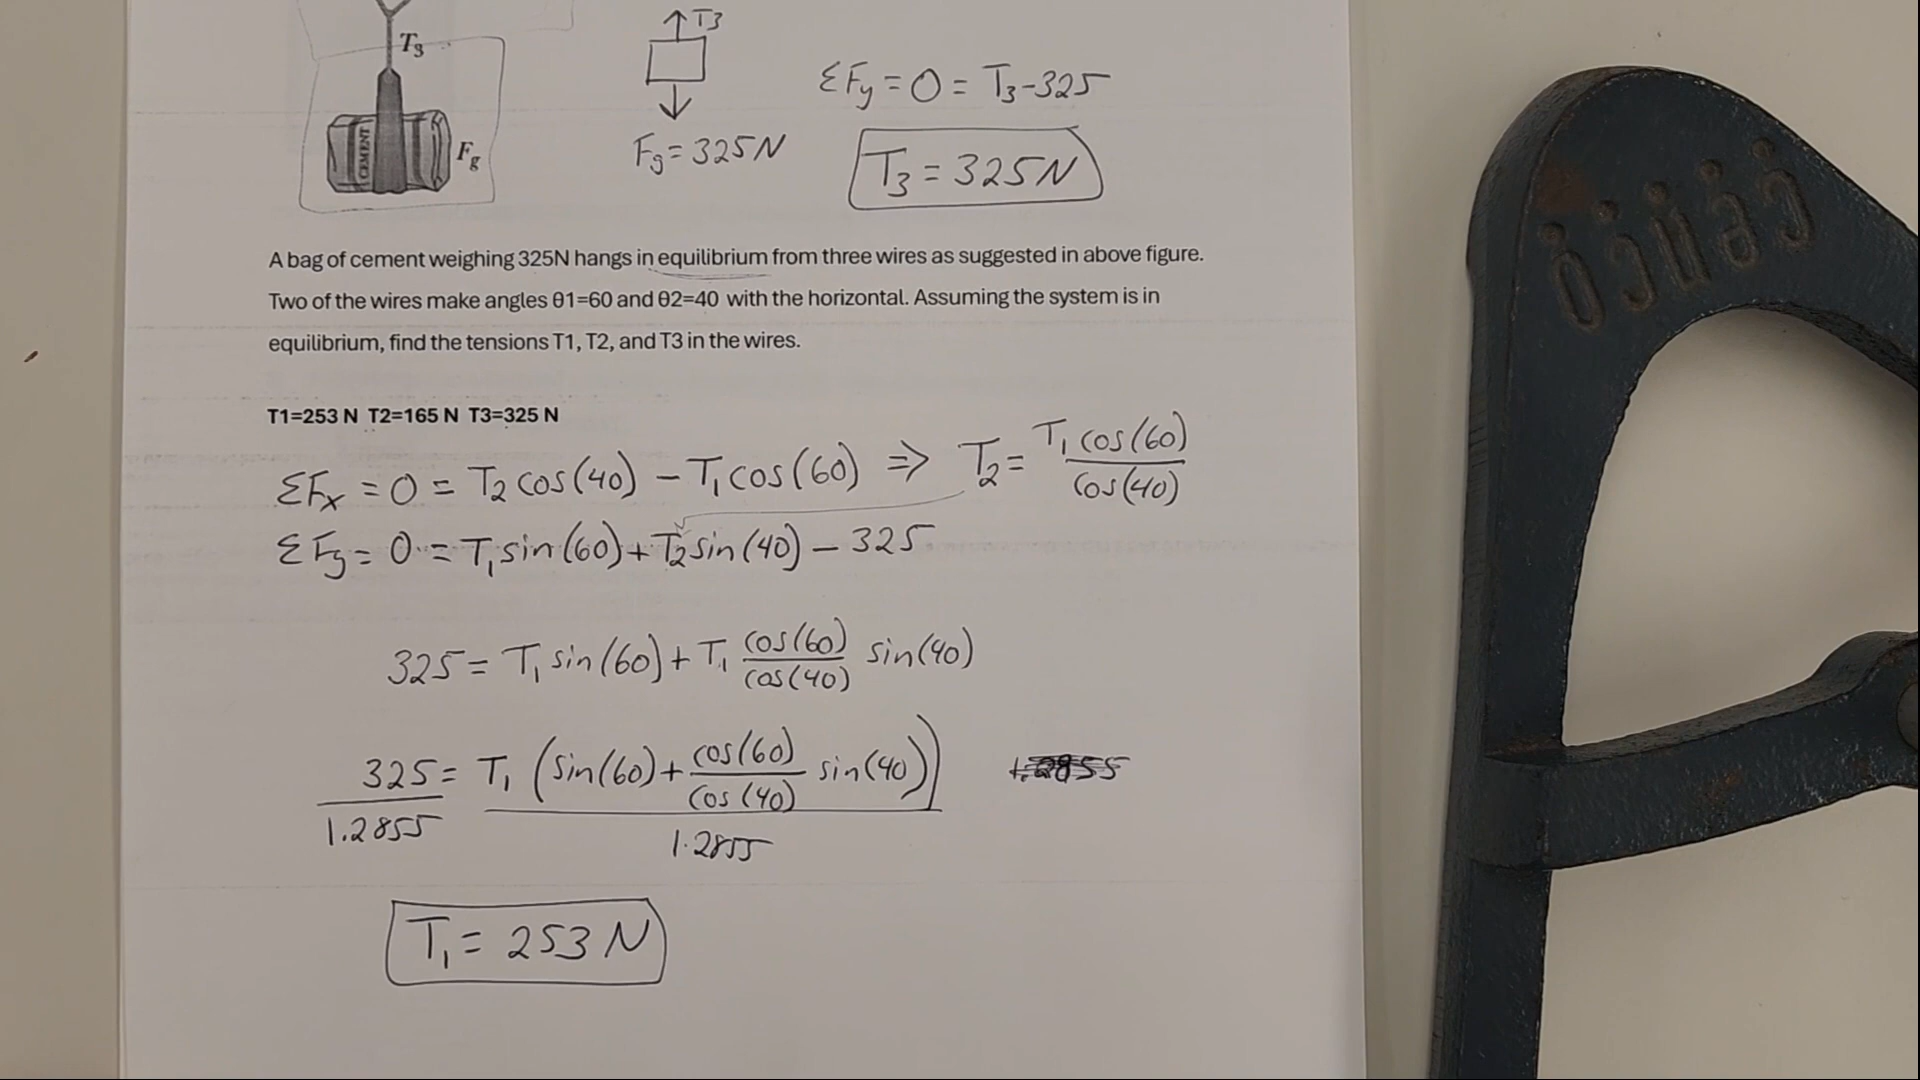 T3
T3
ΣFy = 0 = T3 - 325
CEMENT
Fg
Fg = 325N
T3 = 325N
A bag of cement weighing 325N hangs in equilibrium from three wires as suggested in above figure.
Two of the wires make angles θ1=60 and θ2=40 with the horizontal. Assuming the system is in
equilibrium, find the tensions T1, T2, and T3 in the wires.
T1=253 N T2=165 N T3=325 N
ΣFx = 0 = T2 cos(40) - T1 cos(60) => T2 = T1 cos(60) / cos(40)
ΣFy = 0 = T1 sin(60) + T2 sin(40) - 325
325 = T1 sin(60) + T1 cos(60) / cos(40) sin(40)
325 = T1 (sin(60) + cos(60) / cos(40) sin(40))
1.2855
1.2855
1.2855
T1 = 253 N